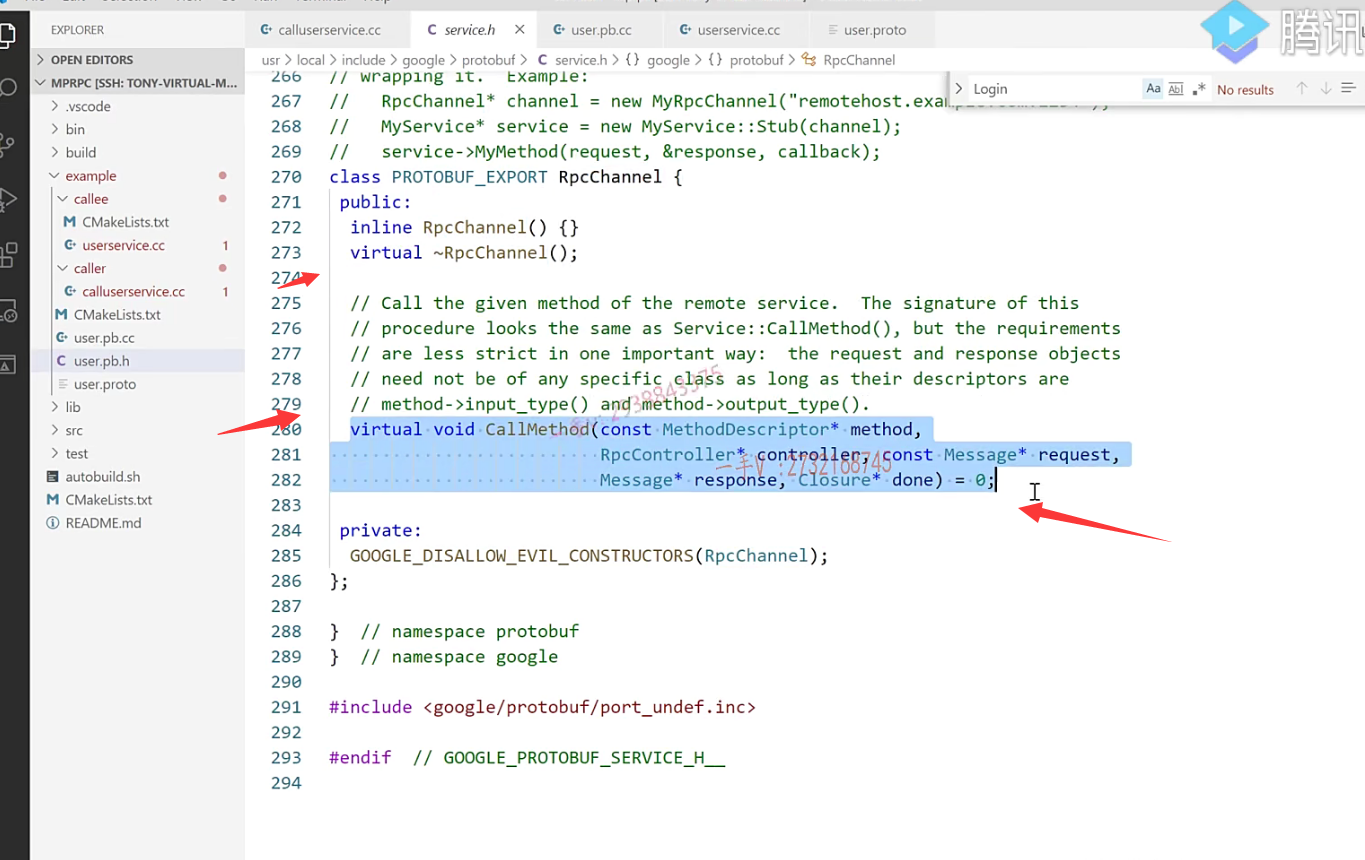 EXPLORER
OPEN EDITORS
MPRPC [SSH: TONY-VIRTUAL-M...
.vscode
bin
build
example
callee
CMakeLists.txt
userservice.cc 1
caller
calluserservice.cc 1
CMakeLists.txt
user.pb.cc
user.pb.h
user.proto
lib
src
test
autobuild.sh
CMakeLists.txt
README.md
calluserservice.cc service.h user.pb.cc userservice.cc user.proto
usr > local > include > google > protobuf > service.h > {} google > {} protobuf > RpcChannel
Login
Aa Abl .* No results
腾讯
266 // wrapping it. Example:
267 // RpcChannel* channel = new MyRpcChannel("remotehost.example.com:1234");
268 // MyService* service = new MyService::Stub(channel);
269 // service->MyMethod(request, &response, callback);
270 class PROTOBUF_EXPORT RpcChannel {
271 public:
272 inline RpcChannel() {}
273 virtual ~RpcChannel();
274
275 // Call the given method of the remote service. The signature of this
276 // procedure looks the same as Service::CallMethod(), but the requirements
277 // are less strict in one important way: the request and response objects
278 // need not be of any specific class as long as their descriptors are
279 // method->input_type() and method->output_type().
280 virtual void CallMethod(const MethodDescriptor* method,
281 RpcController* controller, const Message* request,
282 Message* response, Closure* done) = 0;
283
284 private:
285 GOOGLE_DISALLOW_EVIL_CONSTRUCTORS(RpcChannel);
286 };
287
288 } // namespace protobuf
289 } // namespace google
290
291 #include <google/protobuf/port_undef.inc>
292
293 #endif // GOOGLE_PROTOBUF_SERVICE_H__
294
2938843375
一手V:2732168745